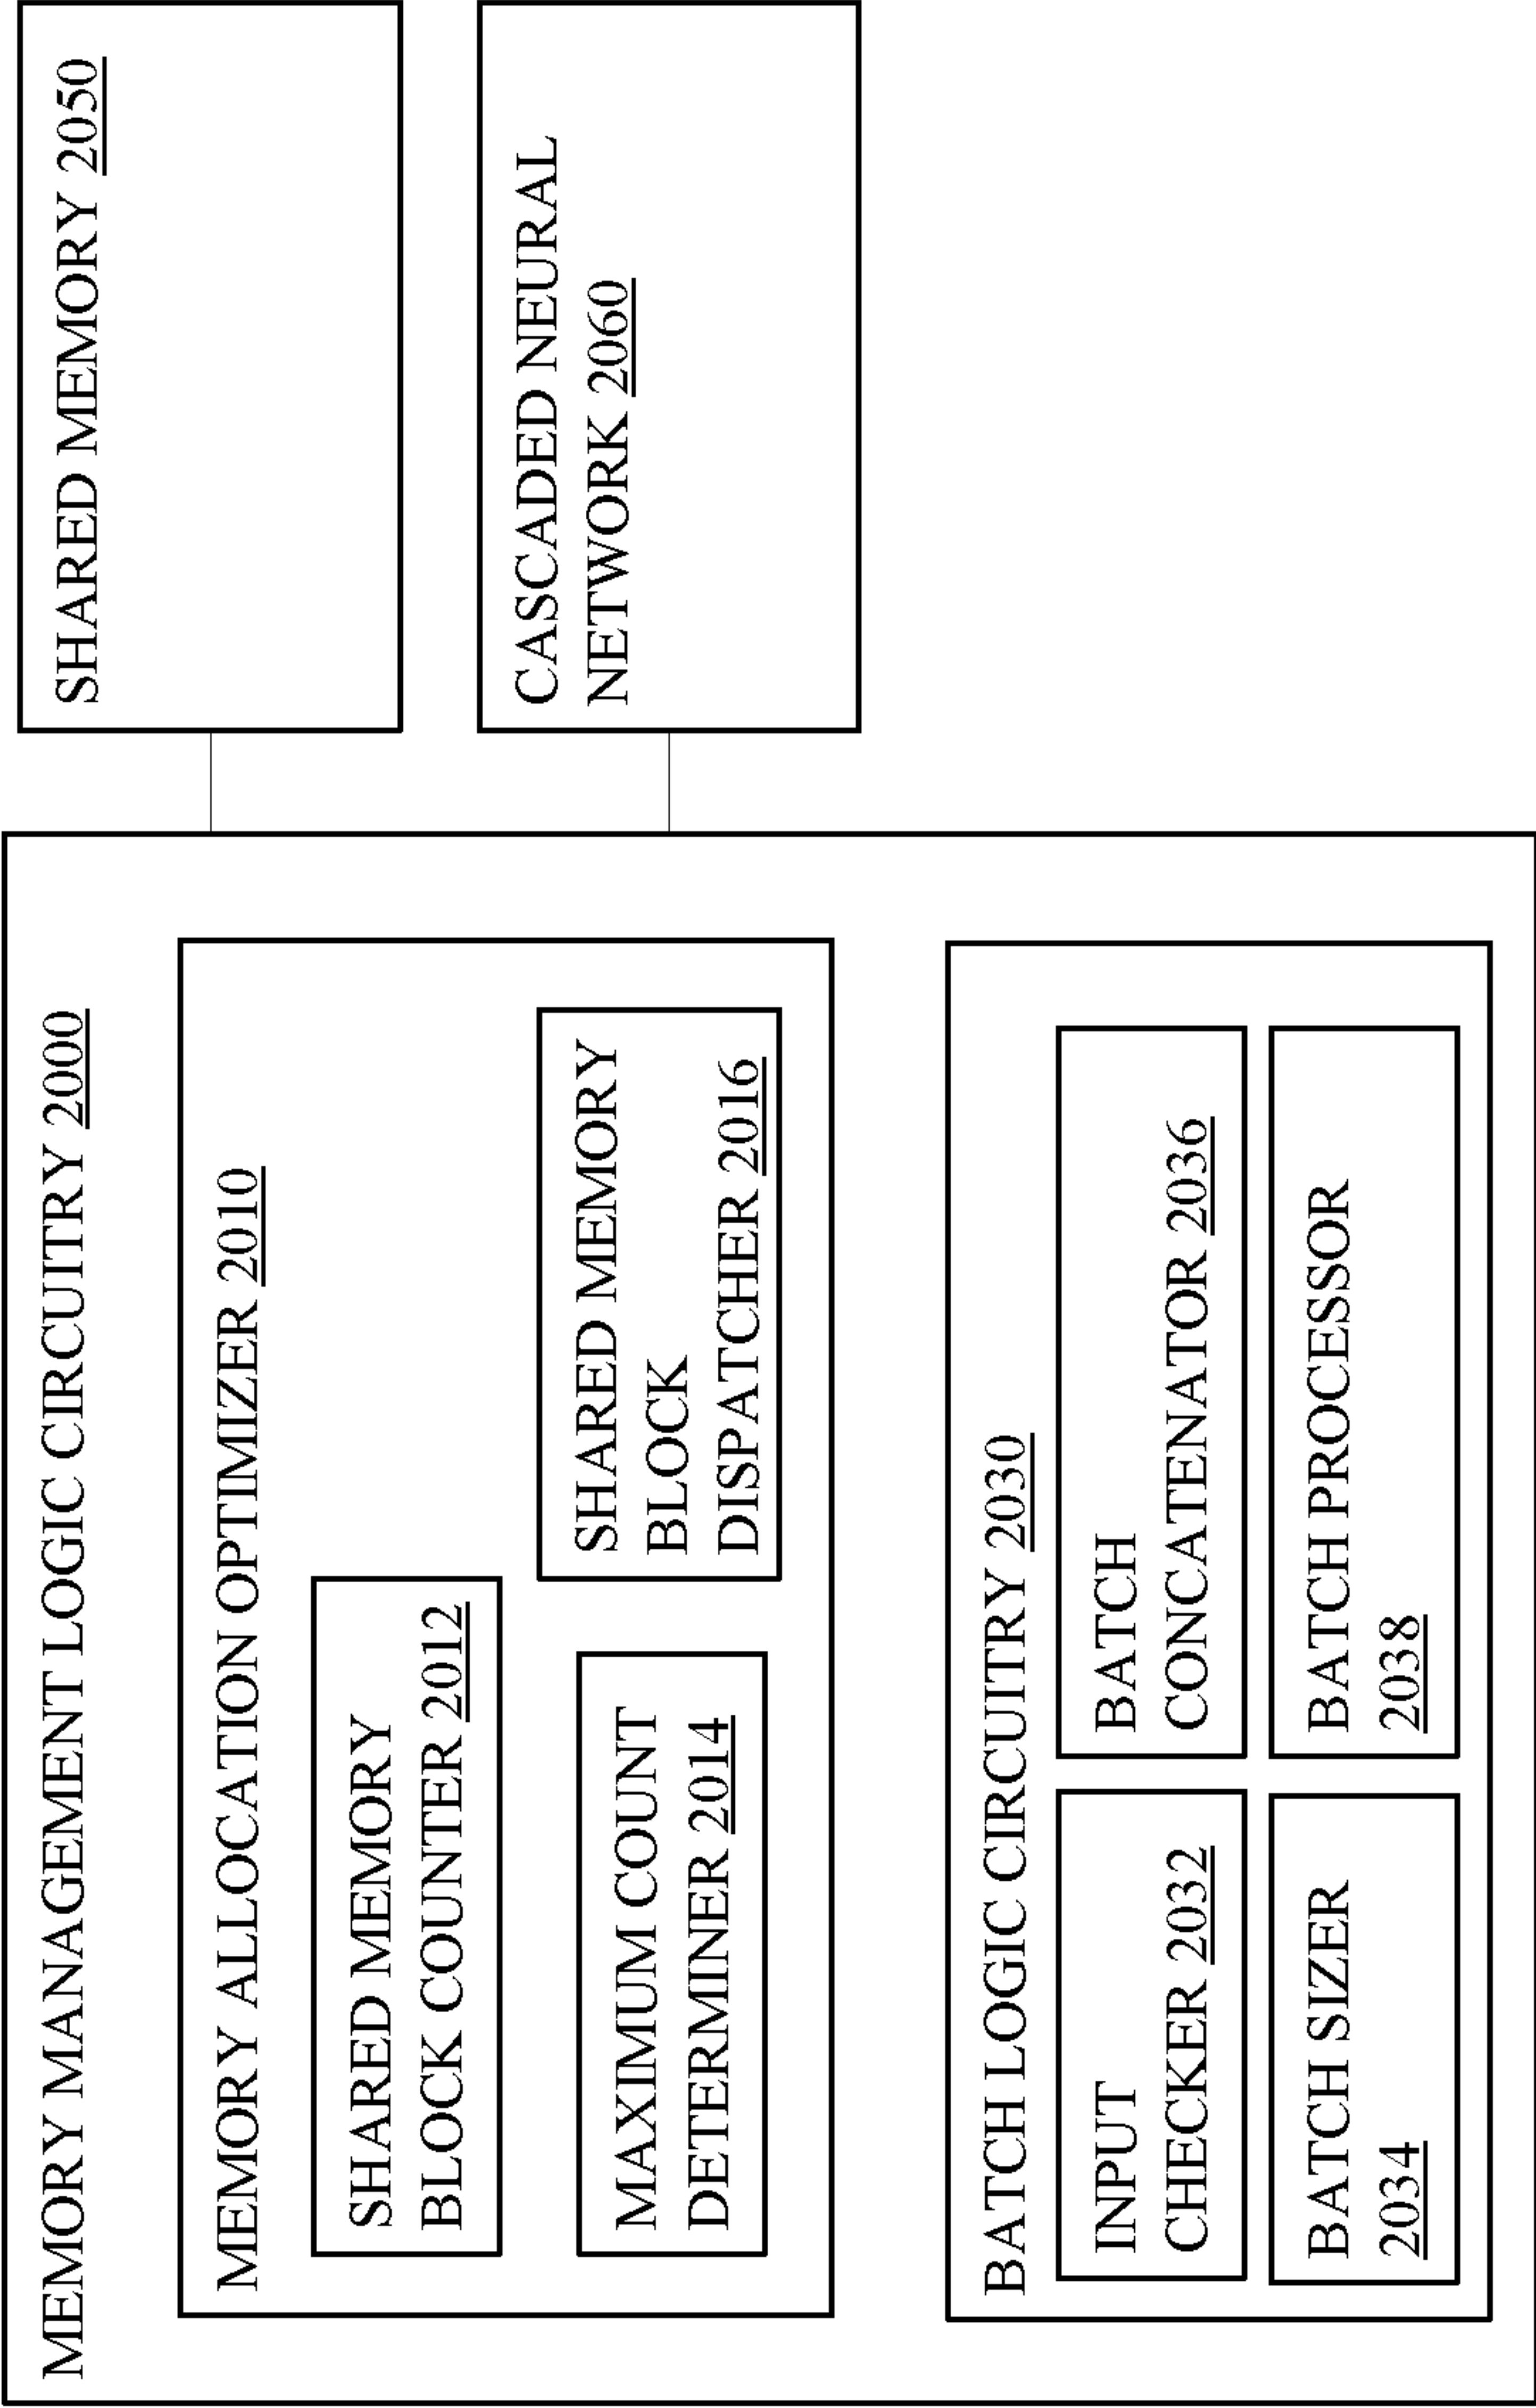 MEMORY MANAGEMENT LOGIC CIRCUITRY 2000
MEMORY ALLOCATION OPTIMIZER 2010
SHARED MEMORY
BLOCK COUNTER 2012
MAXIMUM COUNT
DETERMINER 2014
SHARED MEMORY
BLOCK
DISPATCHER 2016
BATCH LOGIC CIRCUITRY 2030
INPUT
CHECKER 2032
BATCH
CONCATENATOR 2036
BATCH SIZER
2034
BATCH PROCESSOR
2038
SHARED MEMORY 2050
CASCADED NEURAL
NETWORK 2060